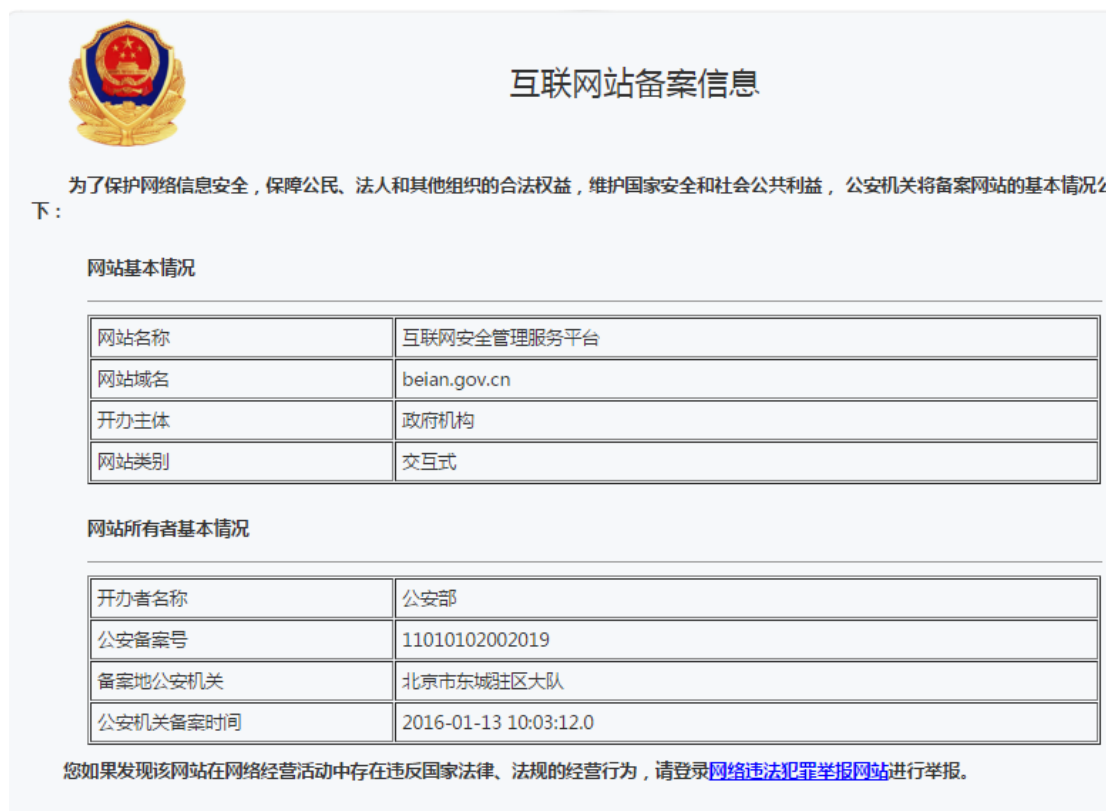 互联网站备案信息
为了保护网络信息安全，保障公民、法人和其他组织的合法权益，维护国家安全和社会公共利益， 公安机关将备案网站的基本情况
下：
网站基本情况
网站名称 互联网安全管理服务平台
网站域名 beian.gov.cn
开办主体 政府机构
网站类别 交互式
网站所有者基本情况
开办者名称 公安部
公安备案号 11010102002019
备案地公安机关 北京市东城驻区大队
公安机关备案时间 2016-01-13 10:03:12.0
您如果发现该网站在网络经营活动中存在违反国家法律、法规的经营行为，请登录网络违法犯罪举报网站进行举报。